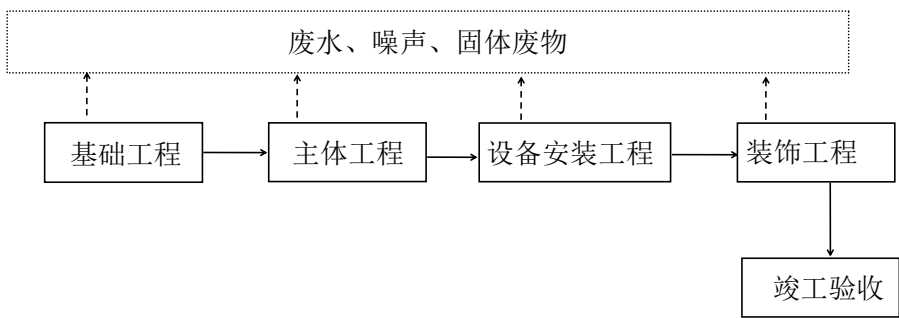 废水、噪声、固体废物
基础工程
主体工程
设备安装工程
装饰工程
竣工验收